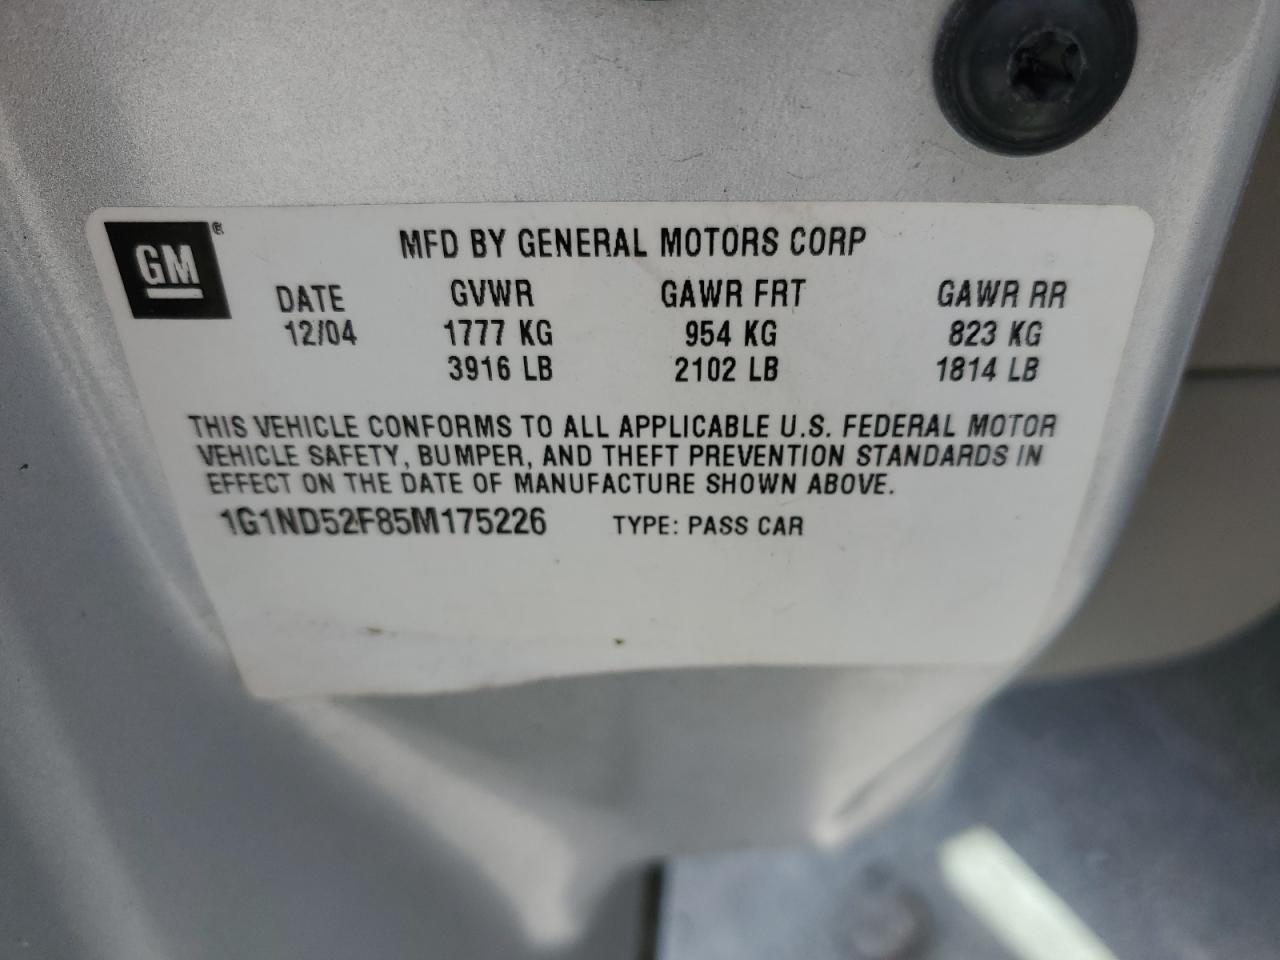 GM®
MFD BY GENERAL MOTORS CORP
DATE GVWR GAWR FRT GAWR RR
12/04 1777 KG 954 KG 823 KG
3916 LB 2102 LB 1814 LB
THIS VEHICLE CONFORMS TO ALL APPLICABLE U.S. FEDERAL MOTOR
VEHICLE SAFETY, BUMPER, AND THEFT PREVENTION STANDARDS IN
EFFECT ON THE DATE OF MANUFACTURE SHOWN ABOVE.
1G1ND52F85M175226 TYPE: PASS CAR